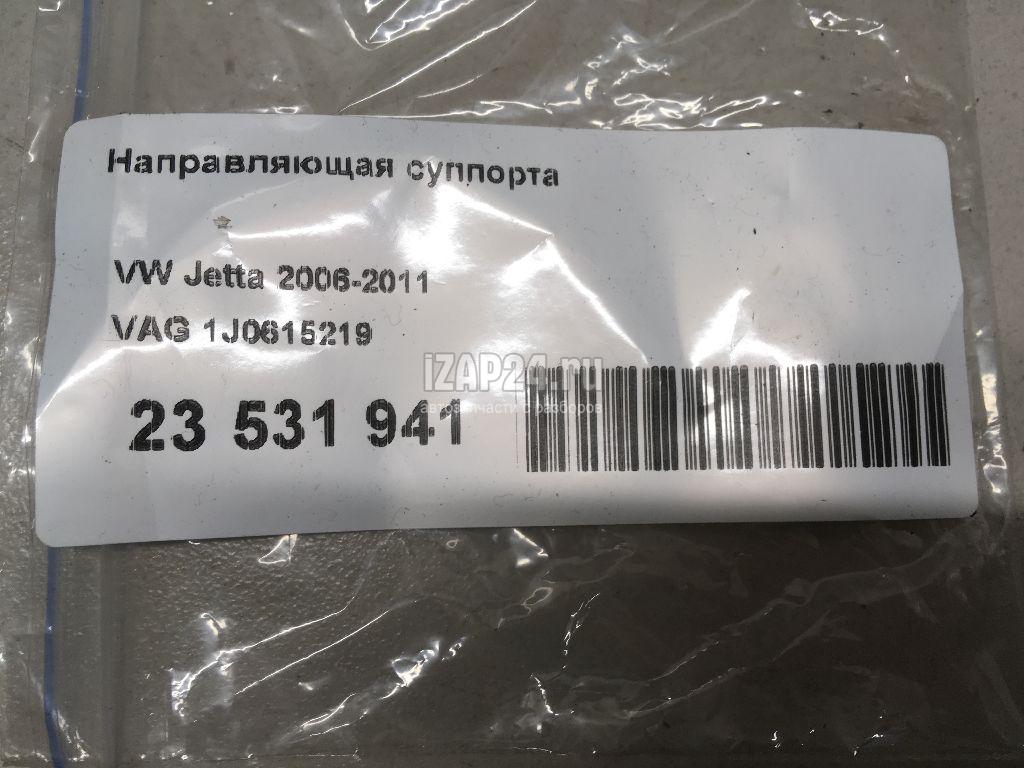 Направляющая суппорта
VW Jetta 2006-2011
VAG 1J0615219
iZAP24.ru
автозапчасти с разборов
23 531 941